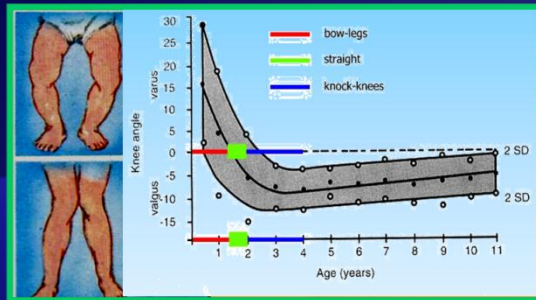 30
25
20
15
10
5
0
-5
-10
-15
varus
Knee angle
valgus
bow-legs
straight
knock-knees
2 SD
2 SD
1 2 3 4 5 6 7 8 9 10 11
Age (years)